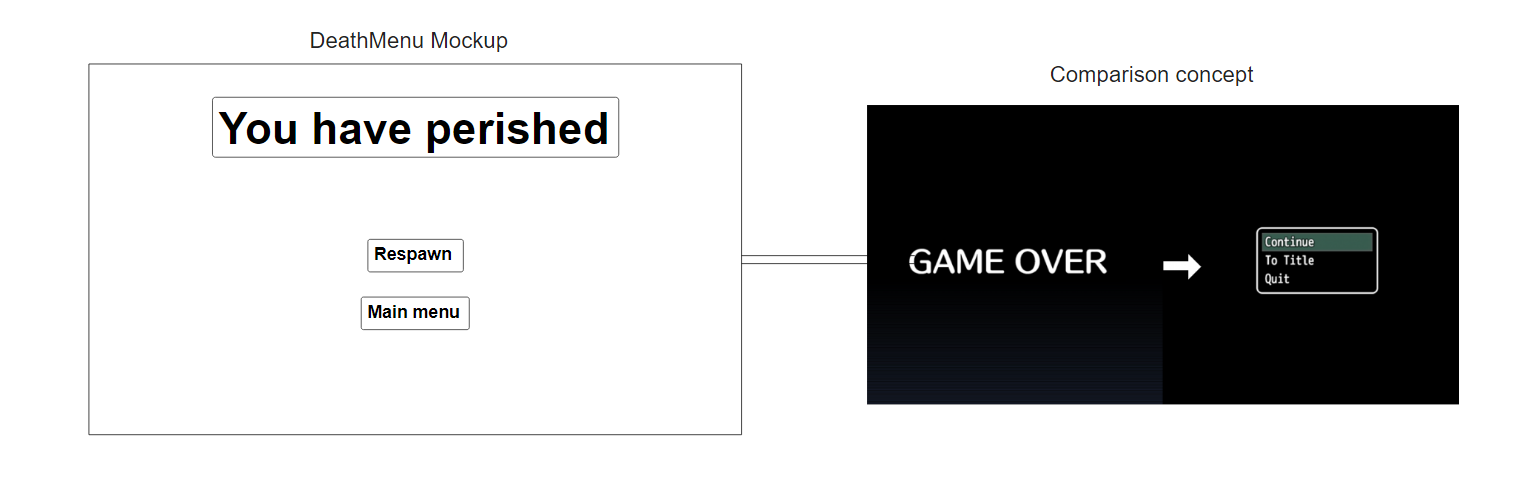 DeathMenu Mockup
You have perished
Respawn
Main menu
Comparison concept
GAME OVER
Continue
To Title
Quit